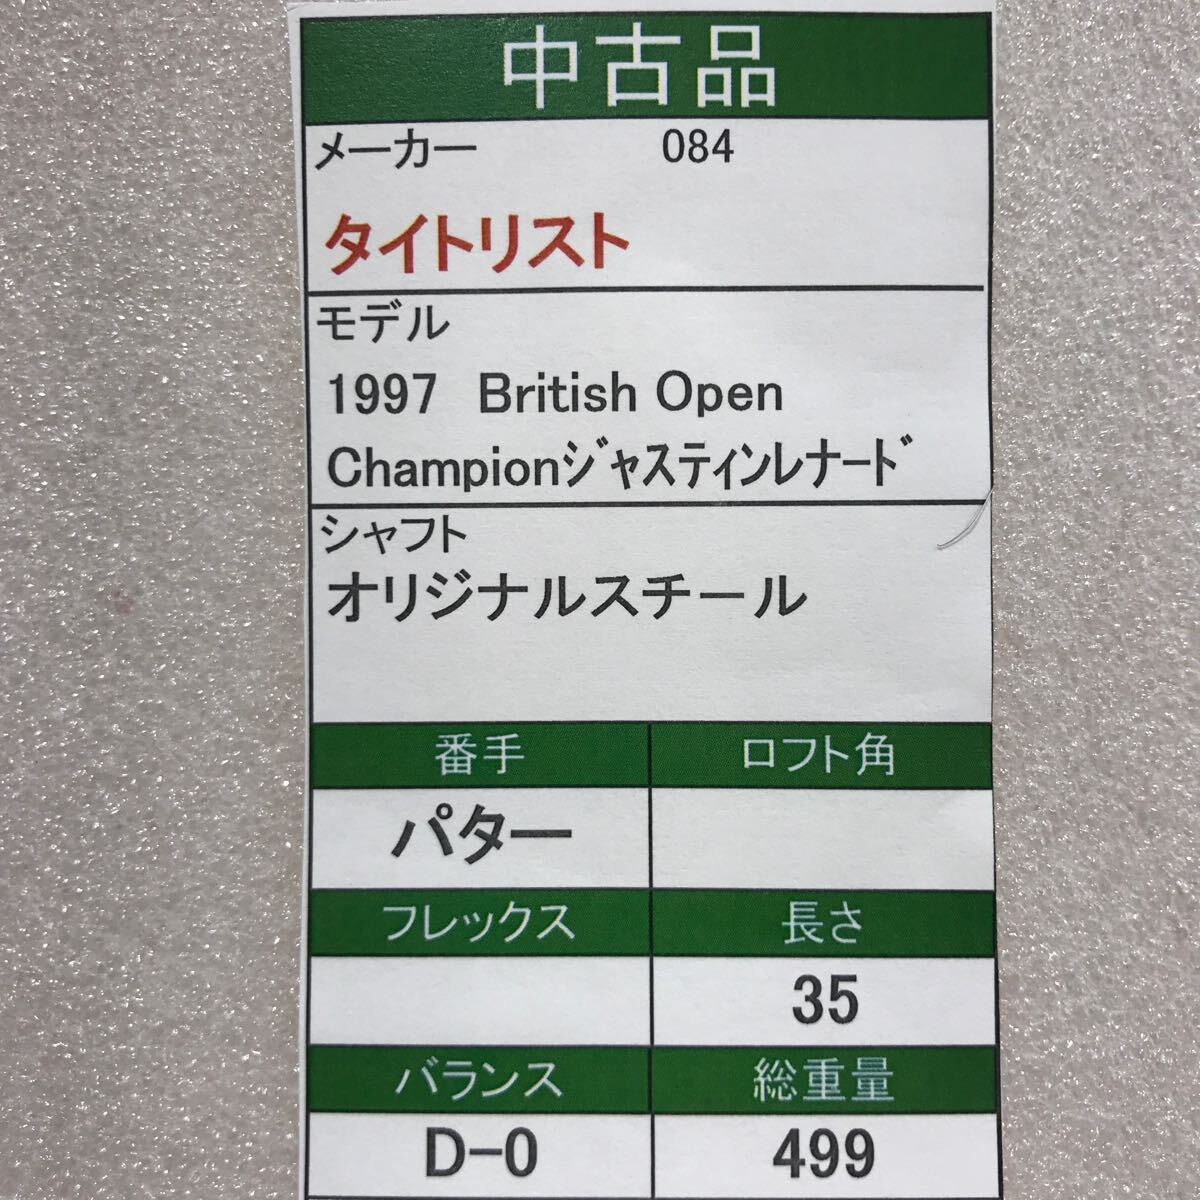 中古品
メーカー 084
タイトリスト
モデル
1997 British Open
Championｼﾞｬｽﾃｨﾝﾚﾅｰﾄﾞ
シャフト
オリジナルスチール
番手 ロフト角
パター
フレックス 長さ
35
バランス 総重量
D-0 499